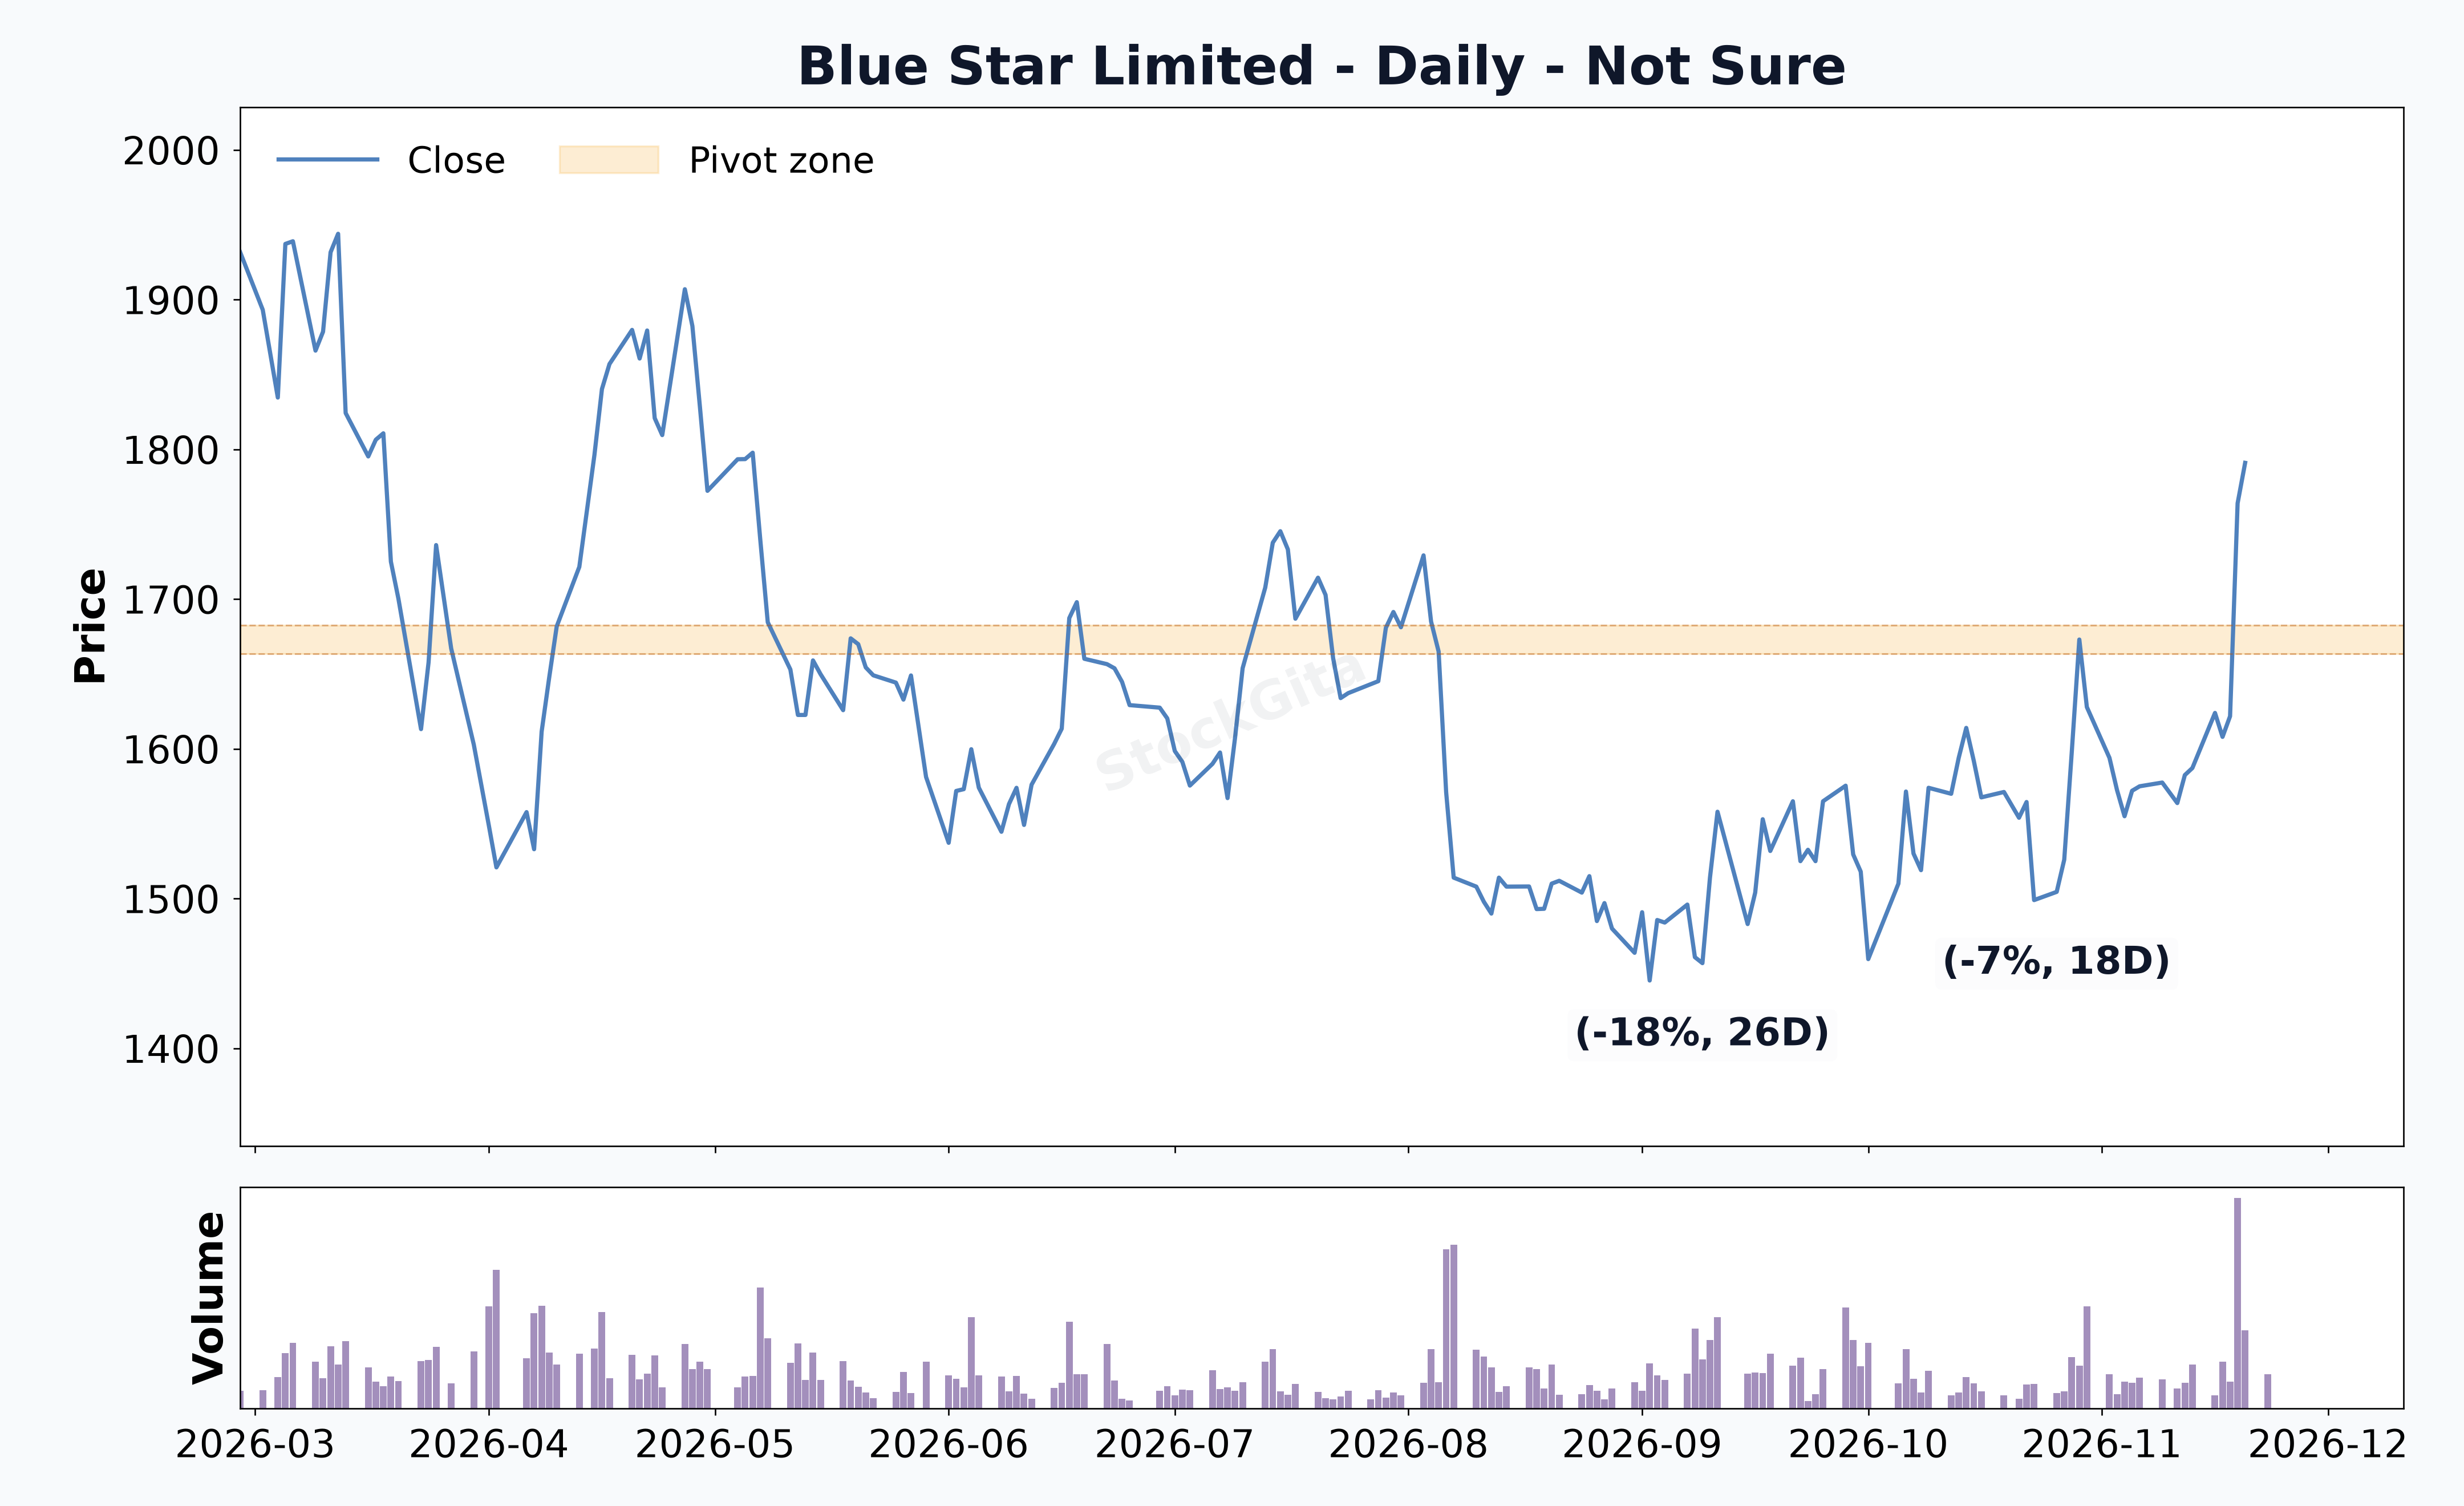 Blue Star Limited - Daily - Not Sure
Close
Pivot zone
2000
1900
1800
1700
1600
1500
1400
Price
StockGita
(-7%, 18D)
(-18%, 26D)
Volume
2026-03
2026-04
2026-05
2026-06
2026-07
2026-08
2026-09
2026-10
2026-11
2026-12